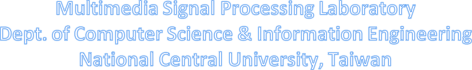 Multimedia Signal Processing Laboratory
Dept. of Computer Science & Information Engineering
National Central University, Taiwan